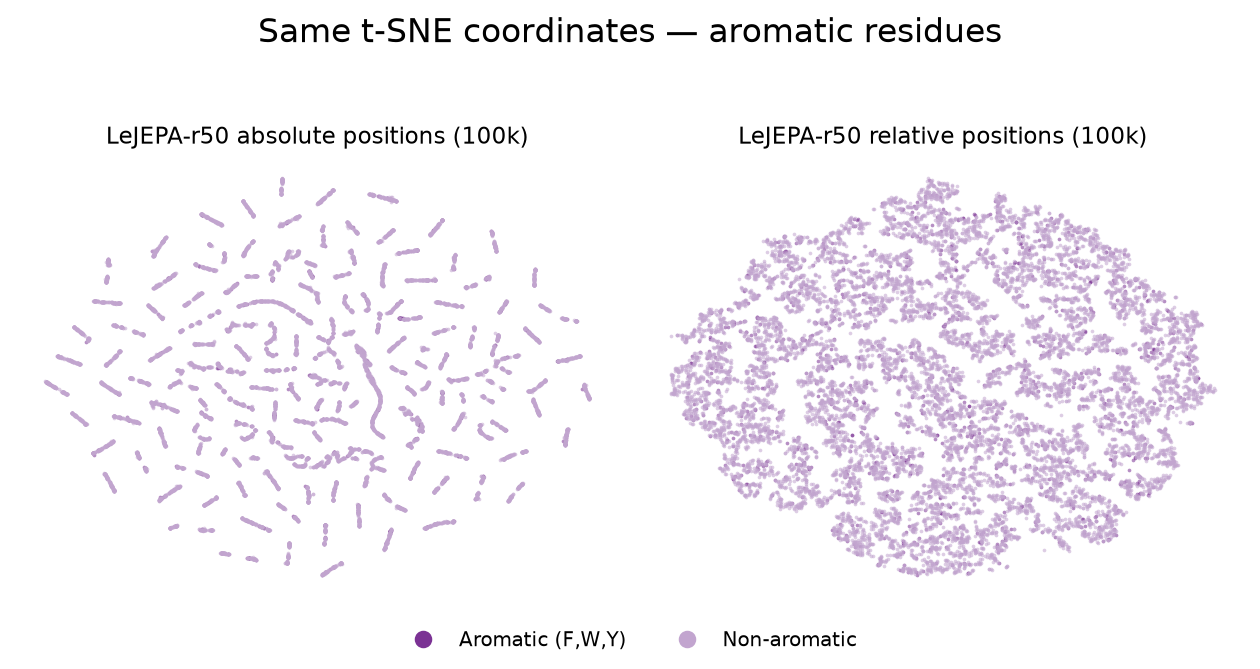 Same t-SNE coordinates — aromatic residues
LeJEPA-r50 absolute positions (100k)
LeJEPA-r50 relative positions (100k)
Aromatic (F,W,Y)
Non-aromatic